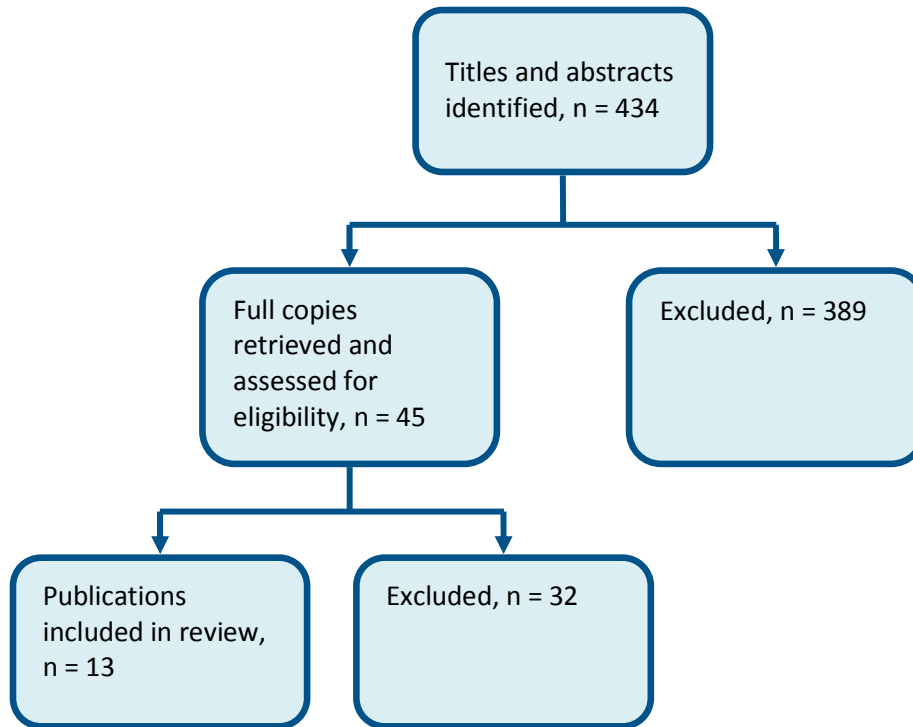 Titles and abstracts
identified, n = 434
Full copies
retrieved and
assessed for
eligibility, n = 45
Excluded, n = 389
Publications
included in review,
n = 13
Excluded, n = 32